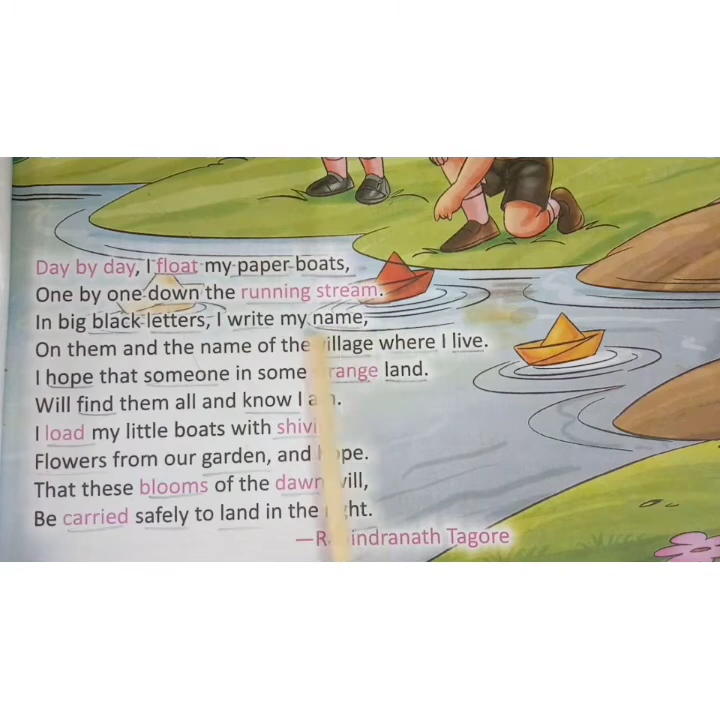 Day by day, I float my paper boats,
One by one down the running stream.
In big black letters, I write my name,
On them and the name of the village where I live.
I hope that someone in some strange land.
Will find them all and know I am.
I load my little boats with
Flowers from our garden, and hope.
That these blooms of the dawn will,
Be carried safely to land in the night.
—Rabindranath Tagore